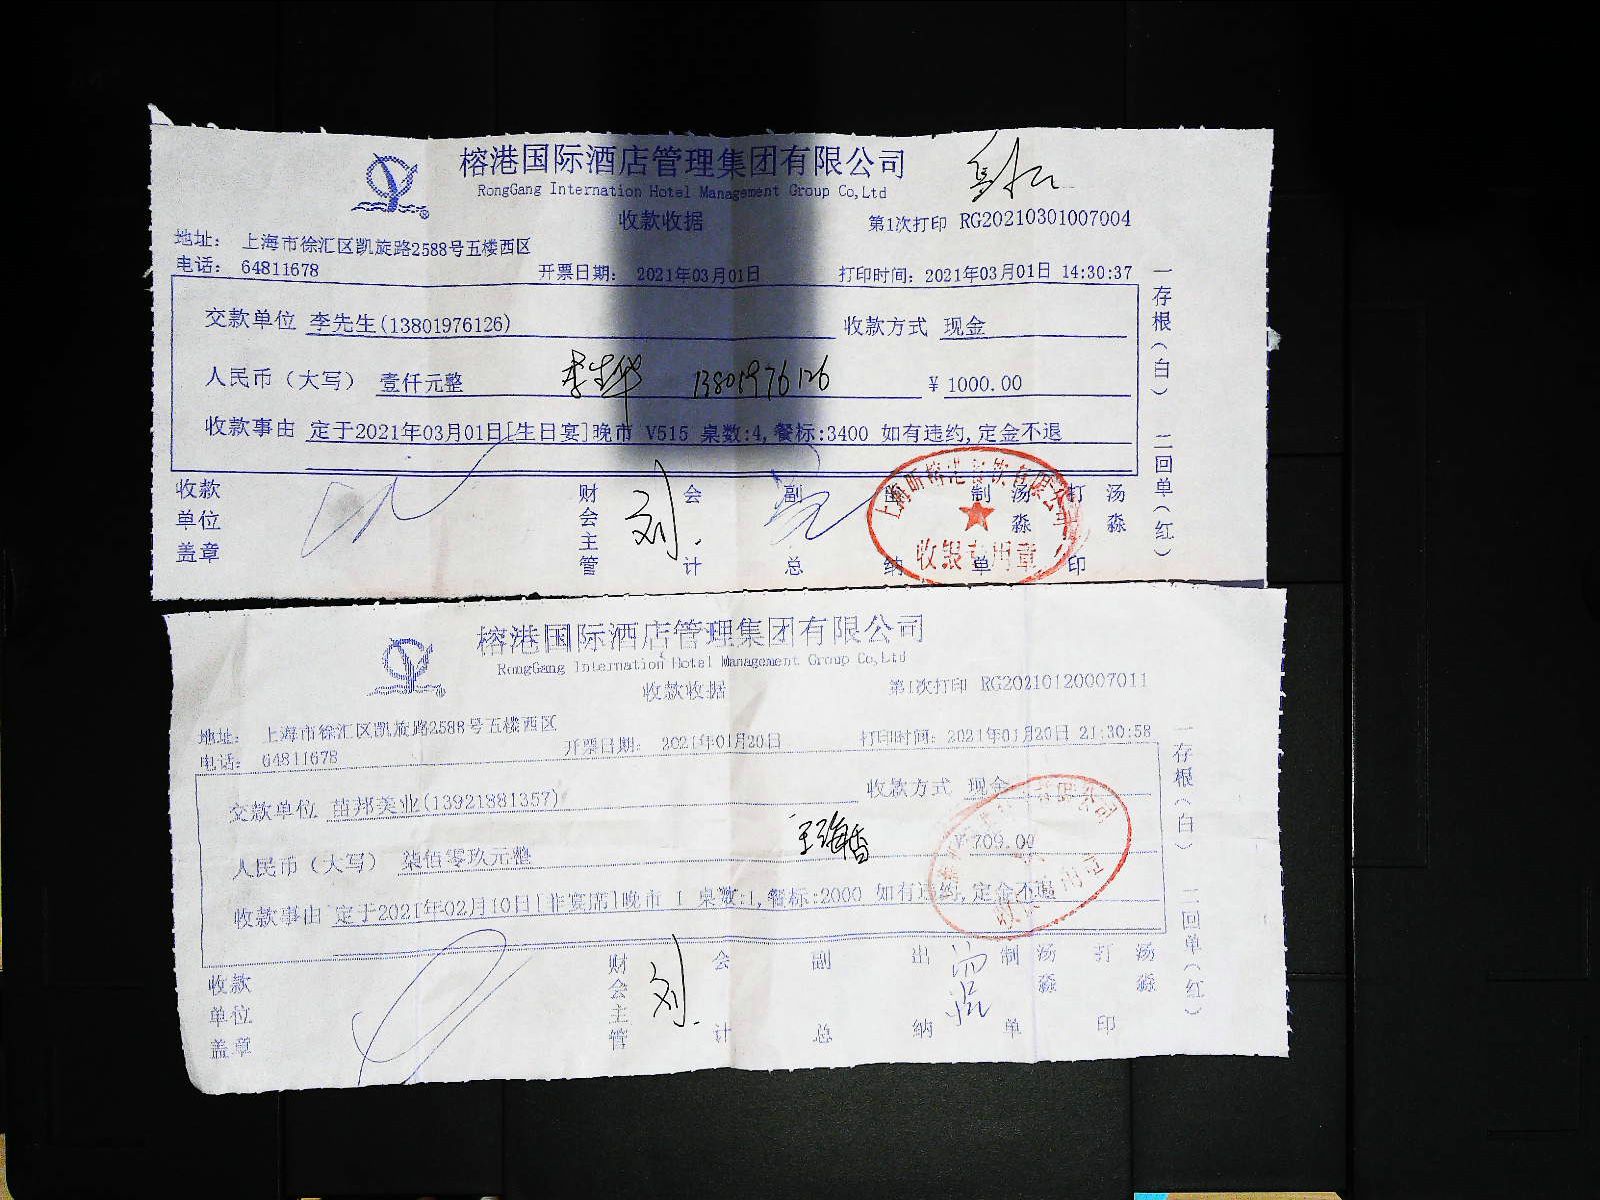 榕港国际酒店管理集团有限公司
RongGang Internation Hotel Management Group Co,Ltd
收款收据
第1次打印 RG20210301007004
地址： 上海市徐汇区凯旋路2588号五楼西区
电话： 64811678
开票日期： 2021年03月01日
打印时间：2021年03月01日 14:30:37
交款单位 李先生(13801976126)
收款方式 现金
人民币（大写） 壹仟元整
13801976126
￥1000.00
收款事由 定于2021年03月01日[生日宴]晚市 V515 桌数:4,餐标:3400 如有违约,定金不退
收款单位盖章
财会主管
刘
会计
副总
出纳
制单
汤淼
打印
汤淼
收银专用章
一存根（白） 二回单（红）
榕港国际酒店管理集团有限公司
RongGang Internation Hotel Management Group Co,Ltd
收款收据
第1次打印 RG20210120007011
地址： 上海市徐汇区凯旋路2588号五楼西区
电话： 64811678
开票日期： 2021年01月20日
打印时间：2021年01月20日 21:30:58
交款单位 苗邦美业(13921881357)
收款方式 现金
王海香
￥709.00
人民币（大写） 柒佰零玖元整
收款事由 定于2021年02月10日[非宴席]晚市 I 桌数:1,餐标:2000 如有违约,定金不退
收款单位盖章
财会主管
刘
会计
副总
出纳
制单
汤淼
打印
汤淼
一存根（白） 二回单（红）